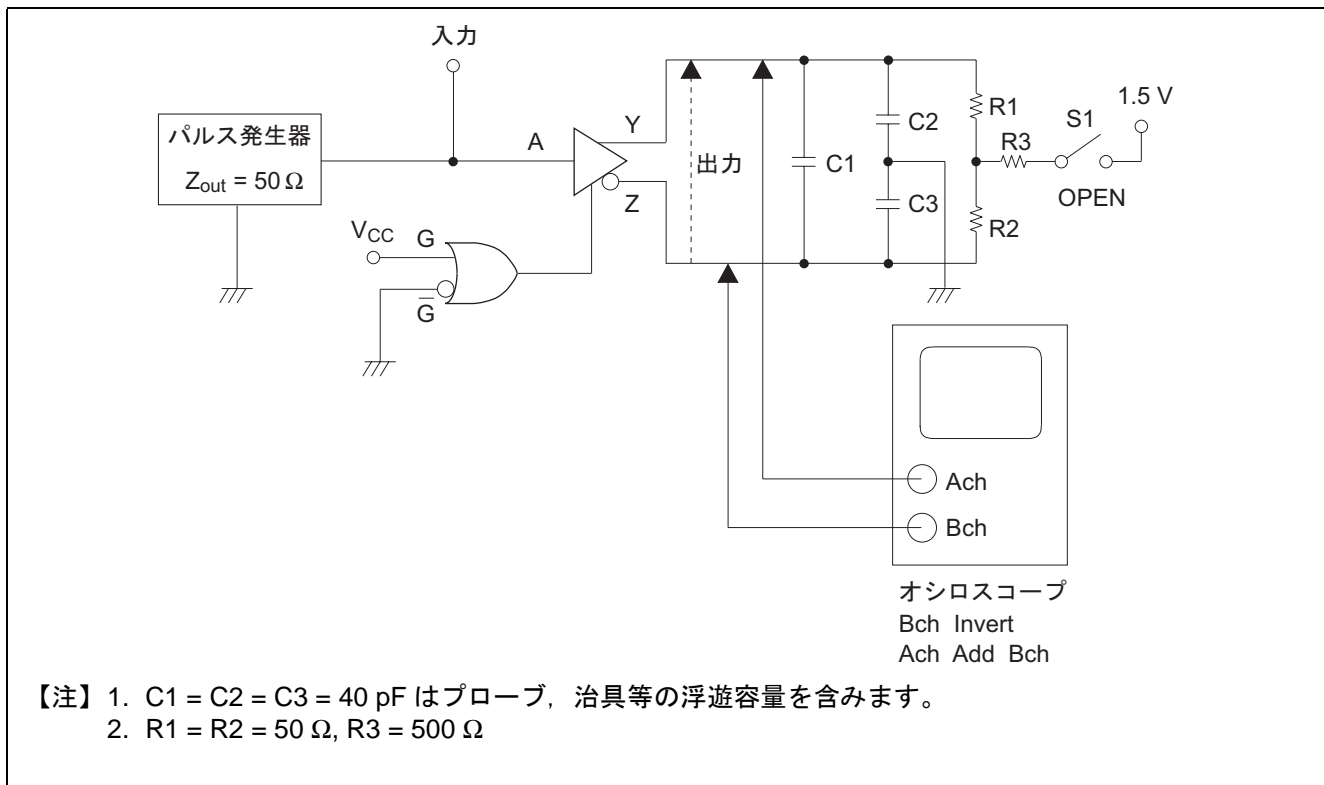 入力
パルス発生器
Zout = 50 Ω
A
Y
Z
VCC
G
G̅
出力
C1
C2
C3
R1
R2
R3
S1
1.5 V
OPEN
Ach
Bch
オシロスコープ
Bch Invert
Ach Add Bch
【注】1. C1 = C2 = C3 = 40 pF はプローブ，治具等の浮遊容量を含みます。
2. R1 = R2 = 50 Ω, R3 = 500 Ω